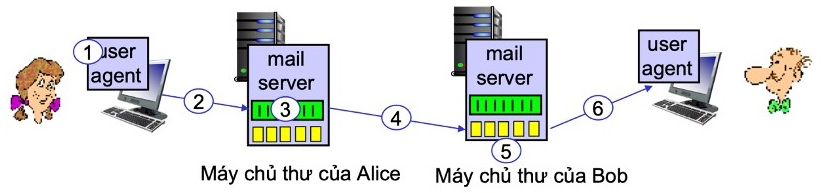 1
user
agent
2
mail
server
3
4
mail
server
5
6
user
agent
Máy chủ thư của Alice
Máy chủ thư của Bob